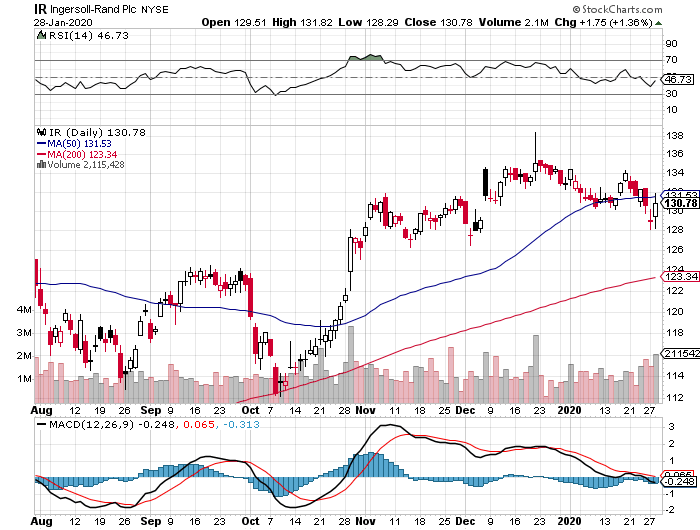 IR Ingersoll-Rand Plc NYSE
© StockCharts.com
28-Jan-2020
Open 129.51 High 131.82 Low 128.29 Close 130.78 Volume 2.1M Chg +1.75 (+1.36%)
RSI(14) 46.73
90
70
50
46.73
30
10
IR (Daily) 130.78
MA(50) 131.53
MA(200) 123.34
Volume 2,115,428
138
136
134
132
131.53
130.78
130
128
126
124
123.34
122
120
118
116
114
112
4M
3M
2M
1M
211542
Aug 12 19 26 Sep 9 16 23 Oct 7 14 21 28 Nov 11 18 25 Dec 9 16 23 2020 13 21 27
MACD(12,26,9) -0.248, 0.065, -0.313
3
2
1
0.065
-0.248
-1
-2
Aug 12 19 26 Sep 9 16 23 Oct 7 14 21 28 Nov 11 18 25 Dec 9 16 23 2020 13 21 27